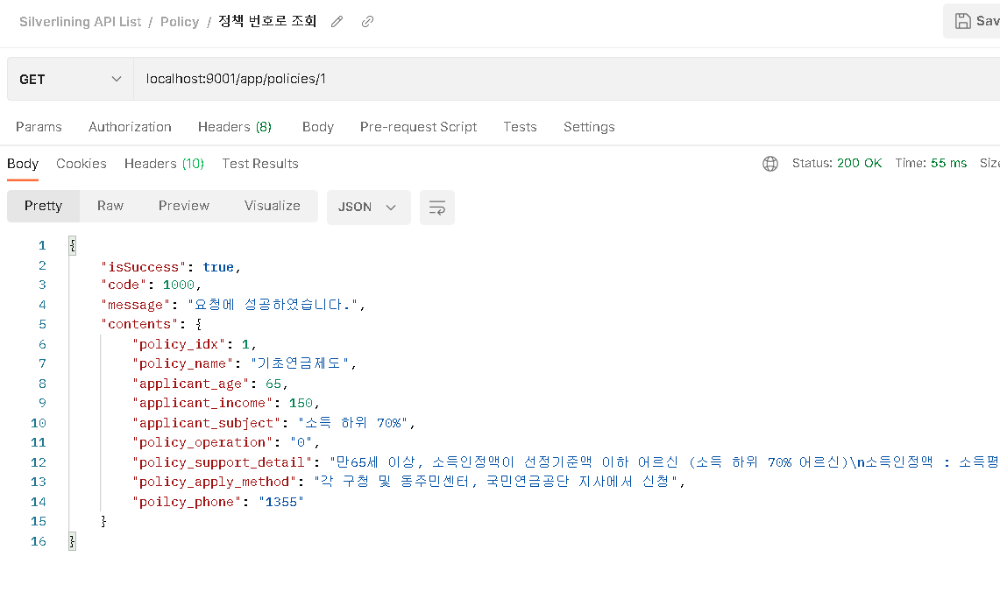 Silverlining API List / Policy / 정책 번호로 조회
Sav
GET localhost:9001/app/policies/1
Params Authorization Headers (8) Body Pre-request Script Tests Settings
Body Cookies Headers (10) Test Results Status: 200 OK Time: 55 ms Size
Pretty Raw Preview Visualize JSON
1 {
2 "isSuccess": true,
3 "code": 1000,
4 "message": "요청에 성공하였습니다.",
5 "contents": {
6 "policy_idx": 1,
7 "policy_name": "기초연금제도",
8 "applicant_age": 65,
9 "applicant_income": 150,
10 "applicant_subject": "소득 하위 70%",
11 "policy_operation": "0",
12 "policy_support_detail": "만65세 이상, 소득인정액이 선정기준액 이하 어르신 (소득 하위 70% 어르신)\n소득인정액 : 소득평
13 "policy_apply_method": "각 구청 및 동주민센터, 국민연금공단 지사에서 신청",
14 "poilcy_phone": "1355"
15 }
16 }